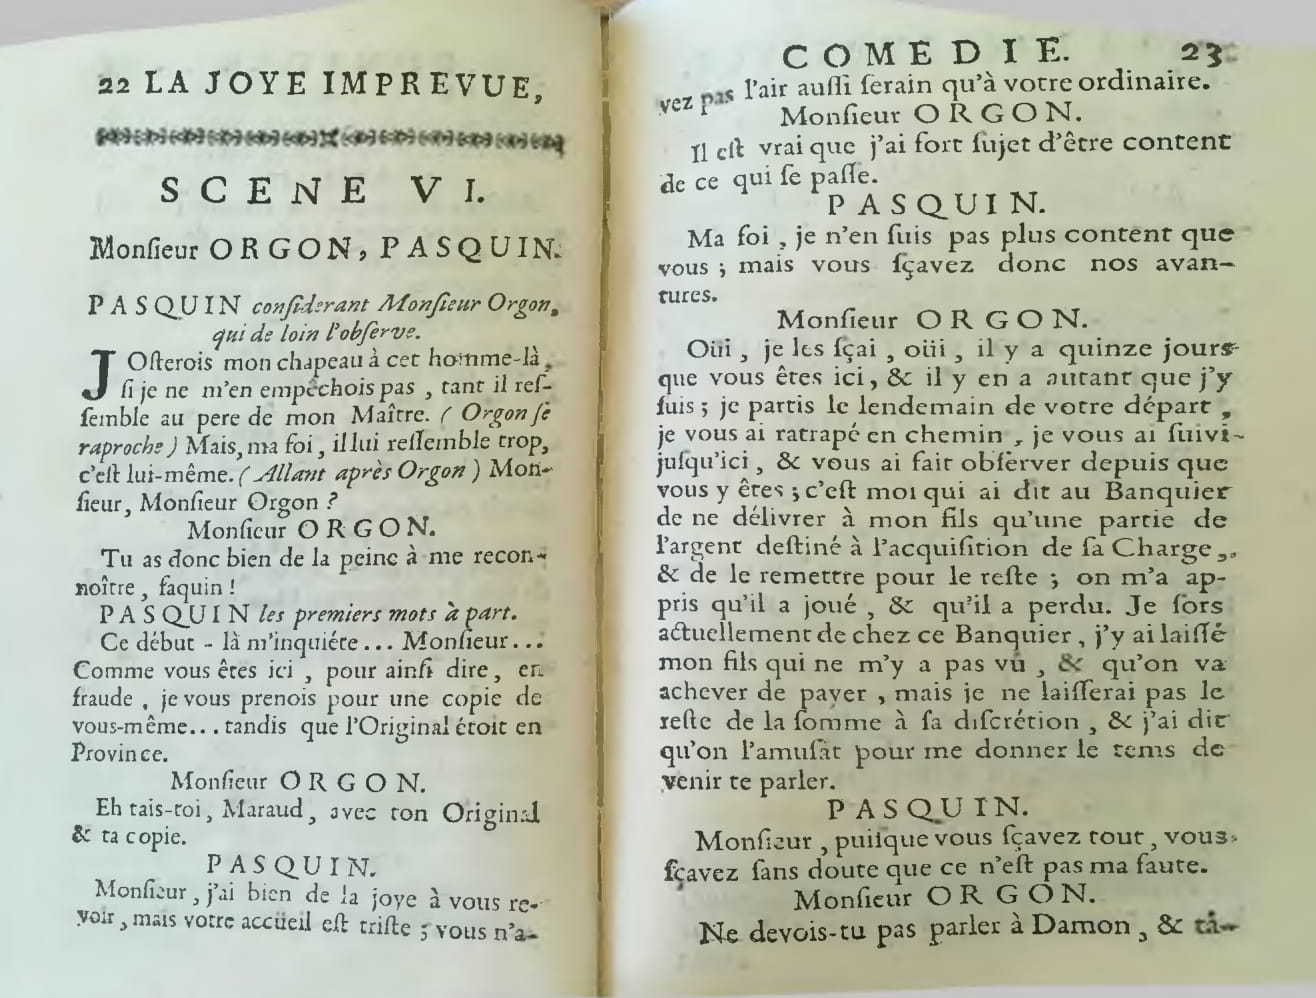 22 LA JOYE IMPREVUE,
SCENE VI.
Monſieur ORGON, PASQUIN.
PASQUIN conſiderant Monſieur Orgon,
qui de loin l'obſerve.
JOſterois mon chapeau à cet homme-là,
ſi je ne m'en empêchois pas, tant il reſ-
ſemble au pere de mon Maître. (Orgon ſe
raproche) Mais, ma foi, il lui reſſemble trop,
c'eſt lui-même. (Allant après Orgon) Mon-
ſieur, Monſieur Orgon ?
Monſieur ORGON.
Tu as donc bien de la peine à me recon-
noître, faquin !
PASQUIN les premiers mots à part.
Ce début-là m'inquiéte... Monſieur...
Comme vous êtes ici, pour ainſi dire, en
fraude, je vous prenois pour une copie de
vous-même... tandis que l'Original étoit en
Province.
Monſieur ORGON.
Eh tais-toi, Maraud, avec ton Original
& ta copie.
PASQUIN.
Monſieur, j'ai bien de la joye à vous re-
voir, mais votre accüeil eſt triſte ; vous n'a-
COMEDIE. 23
vez pas l'air auſſi ſerain qu'à votre ordinaire.
Monſieur ORGON.
Il eſt vrai que j'ai fort ſujet d'être content
de ce qui ſe paſſe.
PASQUIN.
Ma foi, je n'en ſuis pas plus content que
vous ; mais vous ſçavez donc nos avan-
tures.
Monſieur ORGON.
Oüi, je les ſçai, oüi, il y a quinze jours
que vous êtes ici, & il y en a autant que j'y
ſuis ; je partis le lendemain de votre départ,
je vous ai ratrapé en chemin, je vous ai ſuivi
juſqu'ici, & vous ai fait obſerver depuis que
vous y êtes ; c'eſt moi qui ai dit au Banquier
de ne délivrer à mon fils qu'une partie de
l'argent deſtiné à l'acquiſition de ſa Charge,
& de le remettre pour le reſte ; on m'a ap-
pris qu'il a joué, & qu'il a perdu. Je ſors
actuellement de chez ce Banquier, j'y ai laiſſé
mon fils qui ne m'y a pas vû, & qu'on va
achever de payer, mais je ne laiſſerai pas le
reſte de la ſomme à ſa diſcrétion, & j'ai dit
qu'on l'amuſât pour me donner le tems de
venir te parler.
PASQUIN.
Monſieur, puiſque vous ſçavez tout, vous
ſçavez ſans doute que ce n'eſt pas ma faute.
Monſieur ORGON.
Ne devois-tu pas parler à Damon, & tâ-